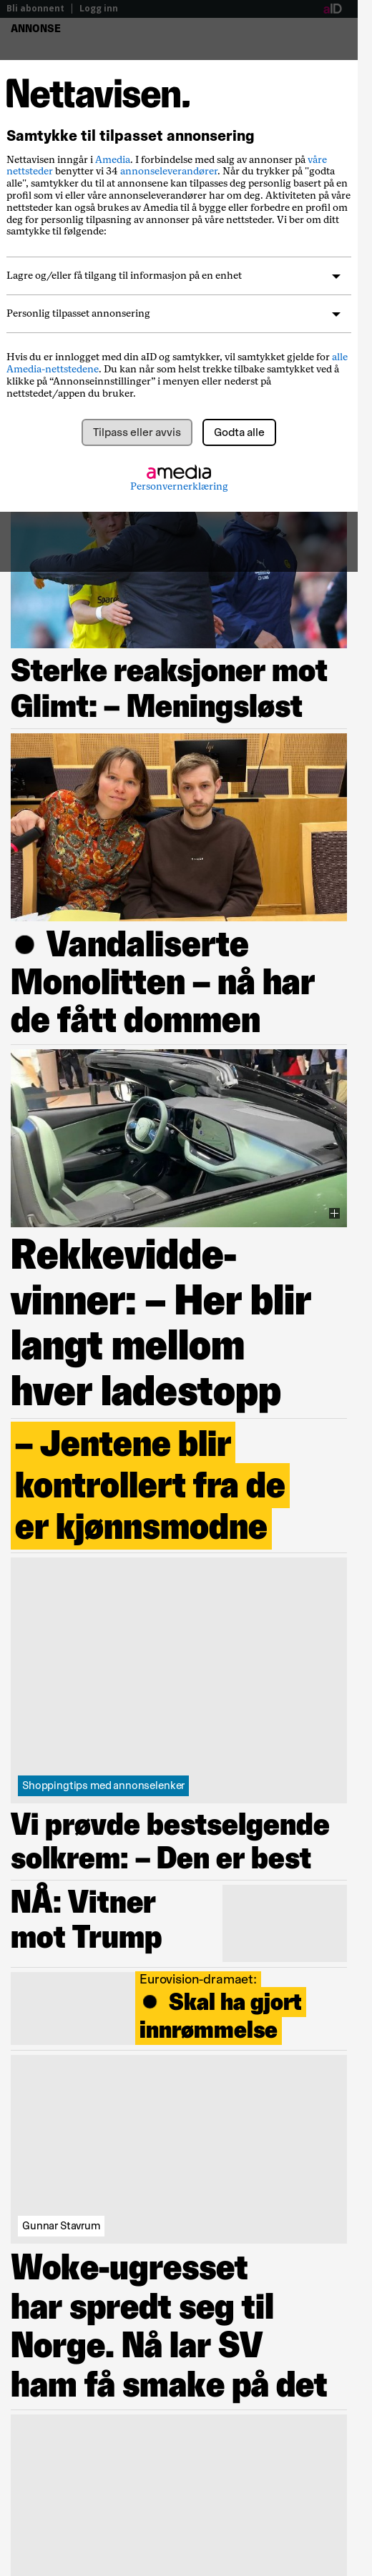 Bli abonnent | Logg inn
aID
ANNONSE
Nettavisen.
Samtykke til tilpasset annonsering
Nettavisen inngår i Amedia. I forbindelse med salg av annonser på våre
nettsteder benytter vi 34 annonseleverandører. Når du trykker på "godta
alle", samtykker du til at annonsene kan tilpasses deg personlig basert på en
profil som vi eller våre annonseleverandører har om deg. Aktiviteten på våre
nettsteder kan også brukes av Amedia til å bygge eller forbedre en profil om
deg for personlig tilpasning av annonser på våre nettsteder. Vi ber om ditt
samtykke til følgende:
Lagre og/eller få tilgang til informasjon på en enhet
Personlig tilpasset annonsering
Hvis du er innlogget med din aID og samtykker, vil samtykket gjelde for alle
Amedia-nettstedene. Du kan når som helst trekke tilbake samtykket ved å
klikke på “Annonseinnstillinger” i menyen eller nederst på
nettstedet/appen du bruker.
Tilpass eller avvis
Godta alle
amedia
Personvernerklæring
Sterke reaksjoner mot
Glimt: – Meningsløst
● Vandaliserte
Monolitten – nå har
de fått dommen
Rekkevidde-
vinner: – Her blir
langt mellom
hver ladestopp
– Jentene blir
kontrollert fra de
er kjønnsmodne
Shoppingtips med annonselenker
Vi prøvde bestselgende
solkrem: – Den er best
NÅ: Vitner
mot Trump
Eurovision-dramaet:
● Skal ha gjort
innrømmelse
Gunnar Stavrum
Woke-ugresset
har spredt seg til
Norge. Nå lar SV
ham få smake på det